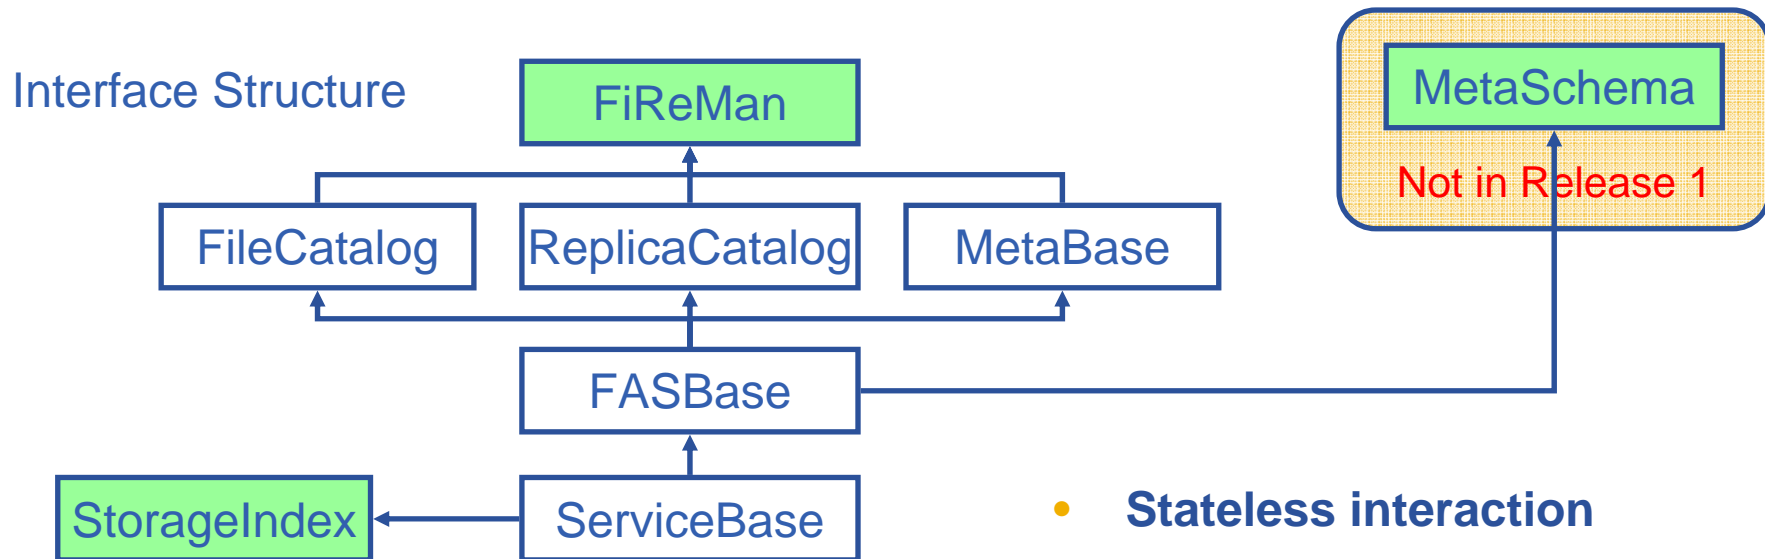 Interface Structure
FiReMan
MetaSchema
Not in Release 1
FileCatalog
ReplicaCatalog
MetaBase
FASBase
StorageIndex
ServiceBase
• Stateless interaction